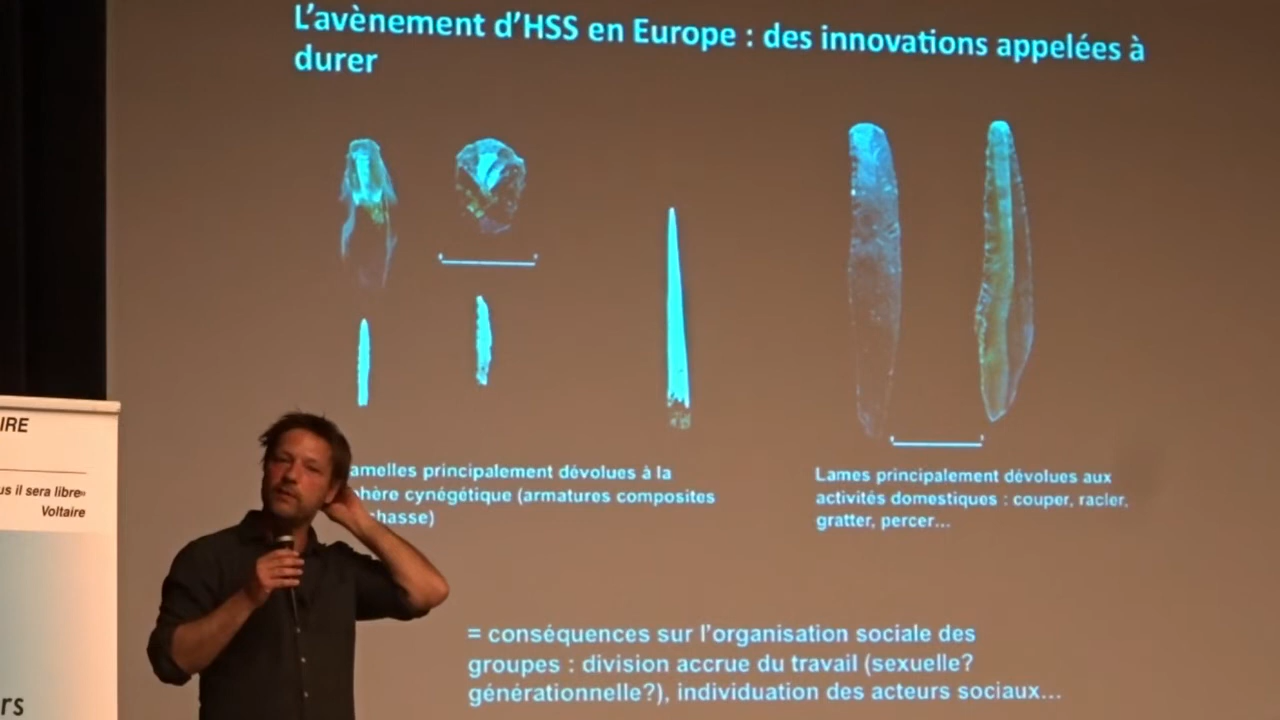 L'avènement d'HSS en Europe : des innovations appelées à
durer
IRE
us il sera libre»
Voltaire
rs
amelles principalement dévolues à la
hère cynégétique (armatures composites
hasse)
Lames principalement dévolues aux
activités domestiques : couper, racler,
gratter, percer...
= conséquences sur l'organisation sociale des
groupes : division accrue du travail (sexuelle?
générationnelle?), individuation des acteurs sociaux...